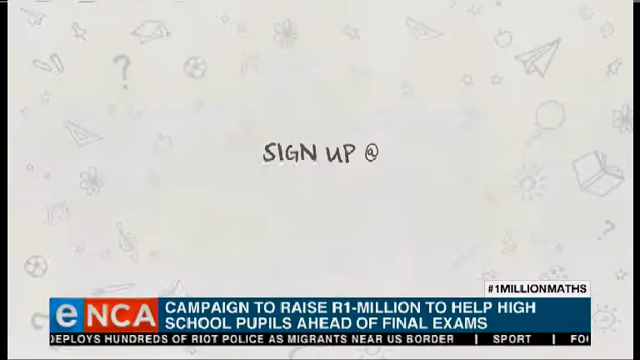 SIGN UP @
#1MILLIONMATHS
eNCA
CAMPAIGN TO RAISE R1-MILLION TO HELP HIGH
SCHOOL PUPILS AHEAD OF FINAL EXAMS
DEPLOYS HUNDREDS OF RIOT POLICE AS MIGRANTS NEAR US BORDER | SPORT | FO